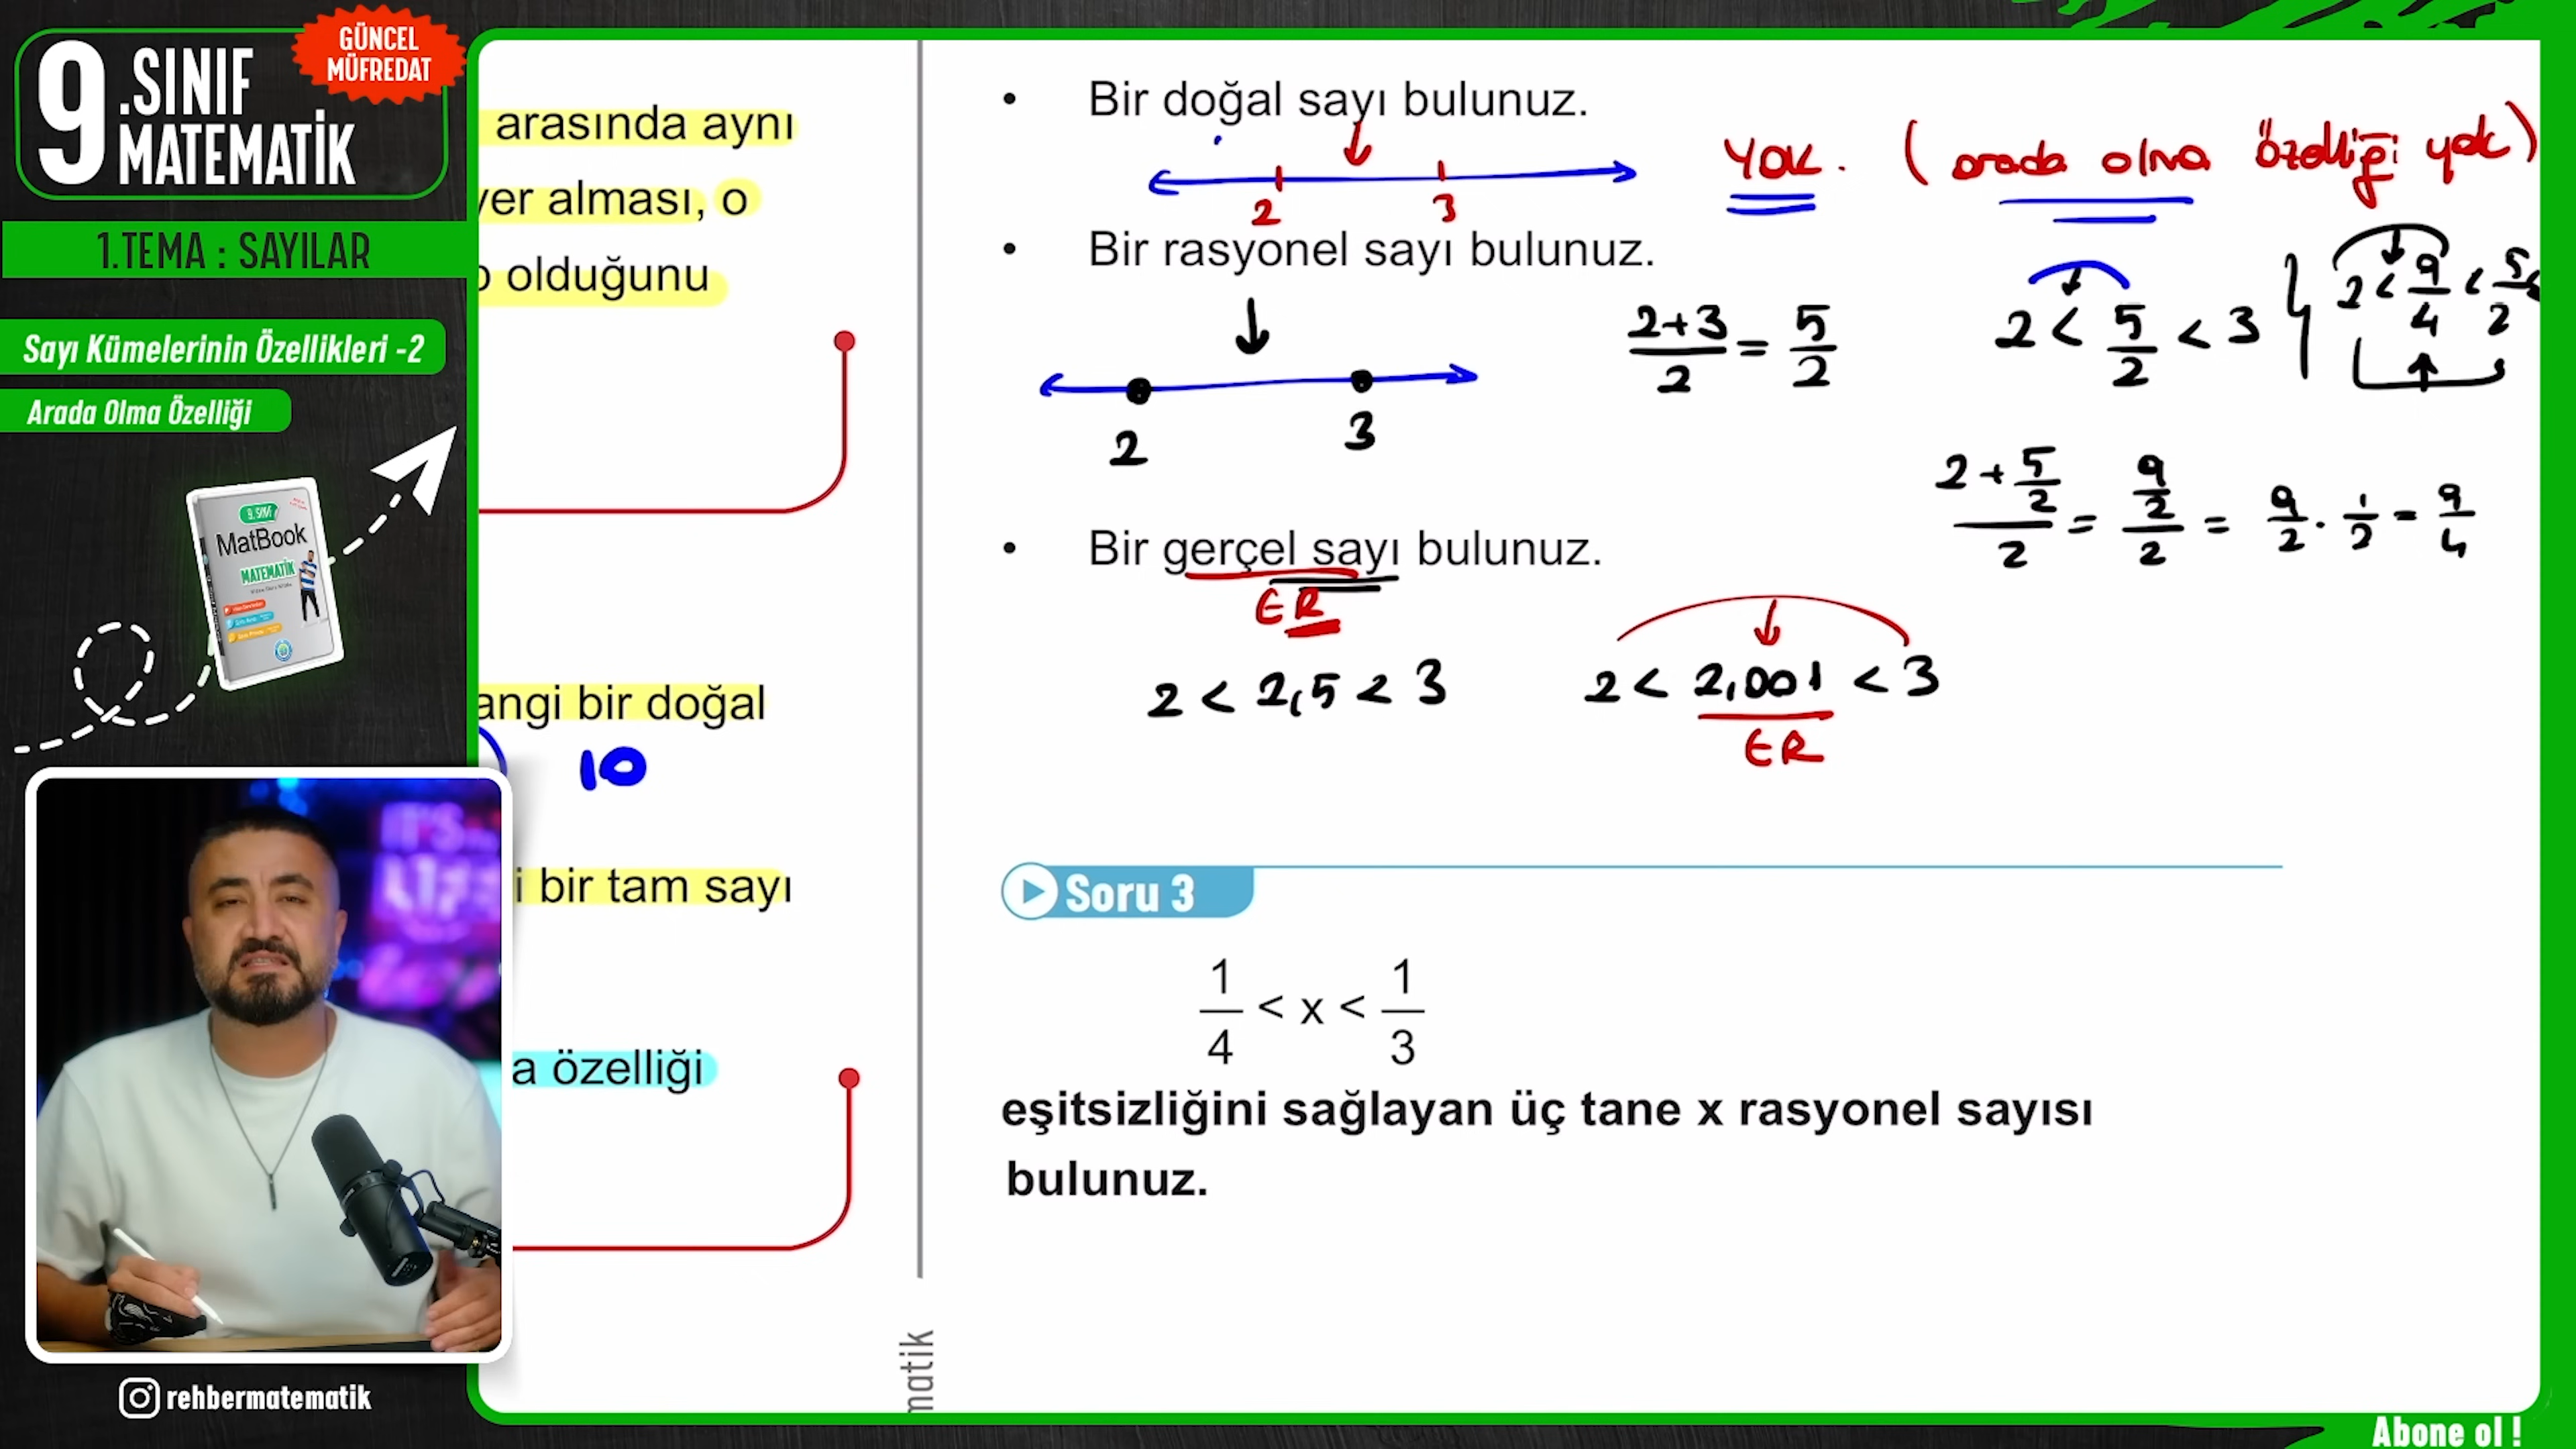 9.SINIF
MATEMATİK
GÜNCEL
MÜFREDAT
1.TEMA : SAYILAR
Sayı Kümelerinin Özellikleri -2
Arada Olma Özelliği
9. SINIF
MatBook
MATEMATİK
rehbermatematik
arasında aynı
yer alması, o
olduğunu
angi bir doğal
10
i bir tam sayı
a özelliği
matik
• Bir doğal sayı bulunuz.
2 3
YOK. (arada olma özelliği yok)
• Bir rasyonel sayı bulunuz.
2 3
2+3/2 = 5/2
2 < 5/2 < 3
2 < 9/4 < 5/2
2 + 5/2 / 2 = 9/2 / 2 = 9/2 . 1/2 = 9/4
• Bir gerçel sayı bulunuz.
∈R
2 < 2,5 < 3
2 < 2,001 < 3
∈R
Soru 3
1/4 < x < 1/3
eşitsizliğini sağlayan üç tane x rasyonel sayısı
bulunuz.
Abone ol !